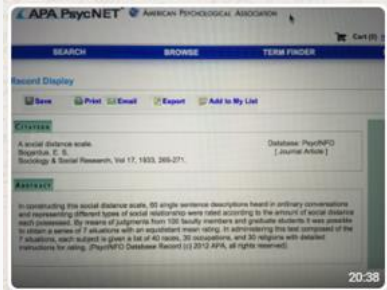 APA PsycNET AMERICAN PSYCHOLOGICAL ASSOCIATION
Cart (0)
SEARCH BROWSE TERM FINDER
Record Display
Save Print Email Export Add to My List
Citation
A social distance scale.
Bogardus, E. S.
Sociology & Social Research, Vol 17, 1933, 265-271.
Database: PsycINFO
[ Journal Article ]
Abstract
In constructing this social distance scale, 60 single sentence descriptions heard in ordinary conversations
and representing different types of social relationship were rated according to the amount of social distance
each possessed. By means of judgments from 100 faculty members and graduate students it was possible
to obtain a series of 7 situations with an equidistant mean rating. In administering this test composed of the
7 situations, each subject is given a list of 40 races, 30 occupations, and 30 religions with detailed
instructions for rating. (PsycINFO Database Record (c) 2012 APA, all rights reserved)
20:38